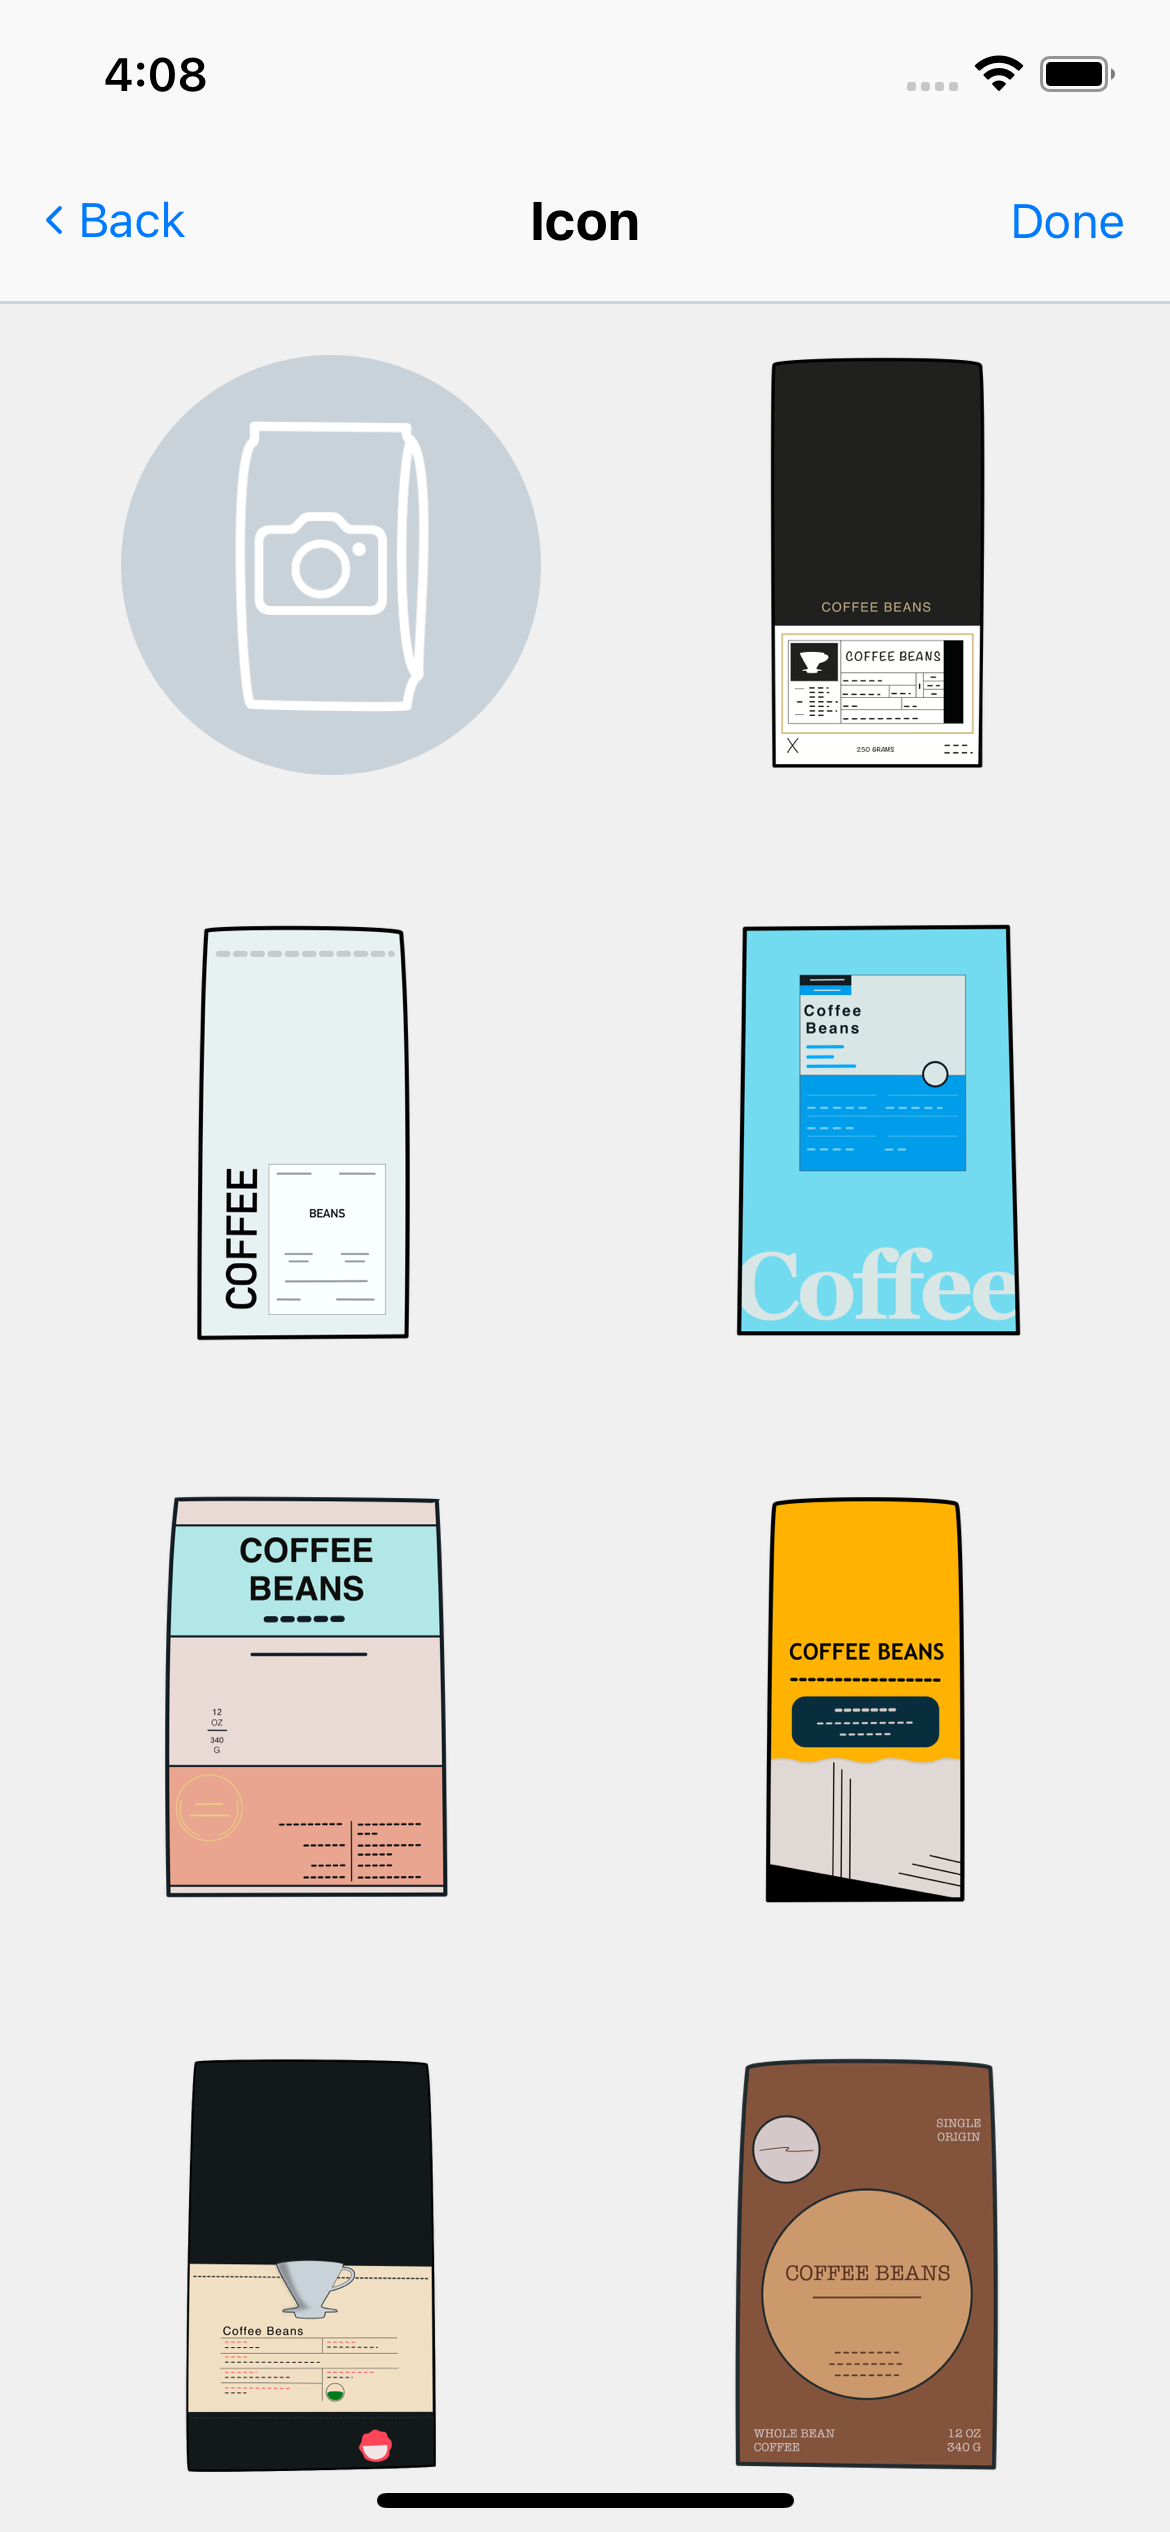 4:08
Back
Icon
Done
COFFEE BEANS
COFFEE BEANS
X
250 GRAMS
COFFEE
BEANS
Coffee
Beans
Coffee
COFFEE
BEANS
12
OZ
340
G
COFFEE BEANS
Coffee Beans
SINGLE
ORIGIN
COFFEE BEANS
WHOLE BEAN
COFFEE
12 OZ
340 G